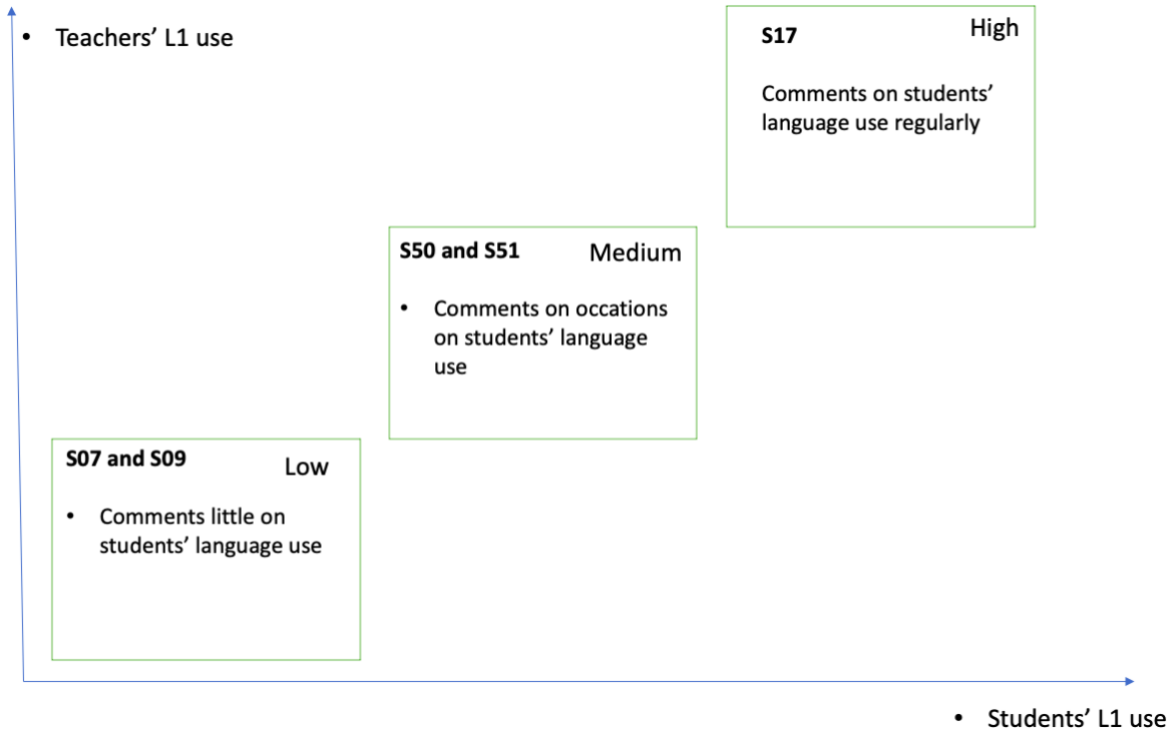 • Teachers' L1 use
S17 High
Comments on students'
language use regularly
S50 and S51 Medium
• Comments on occations
on students' language
use
S07 and S09 Low
• Comments little on
students' language use
• Students' L1 use